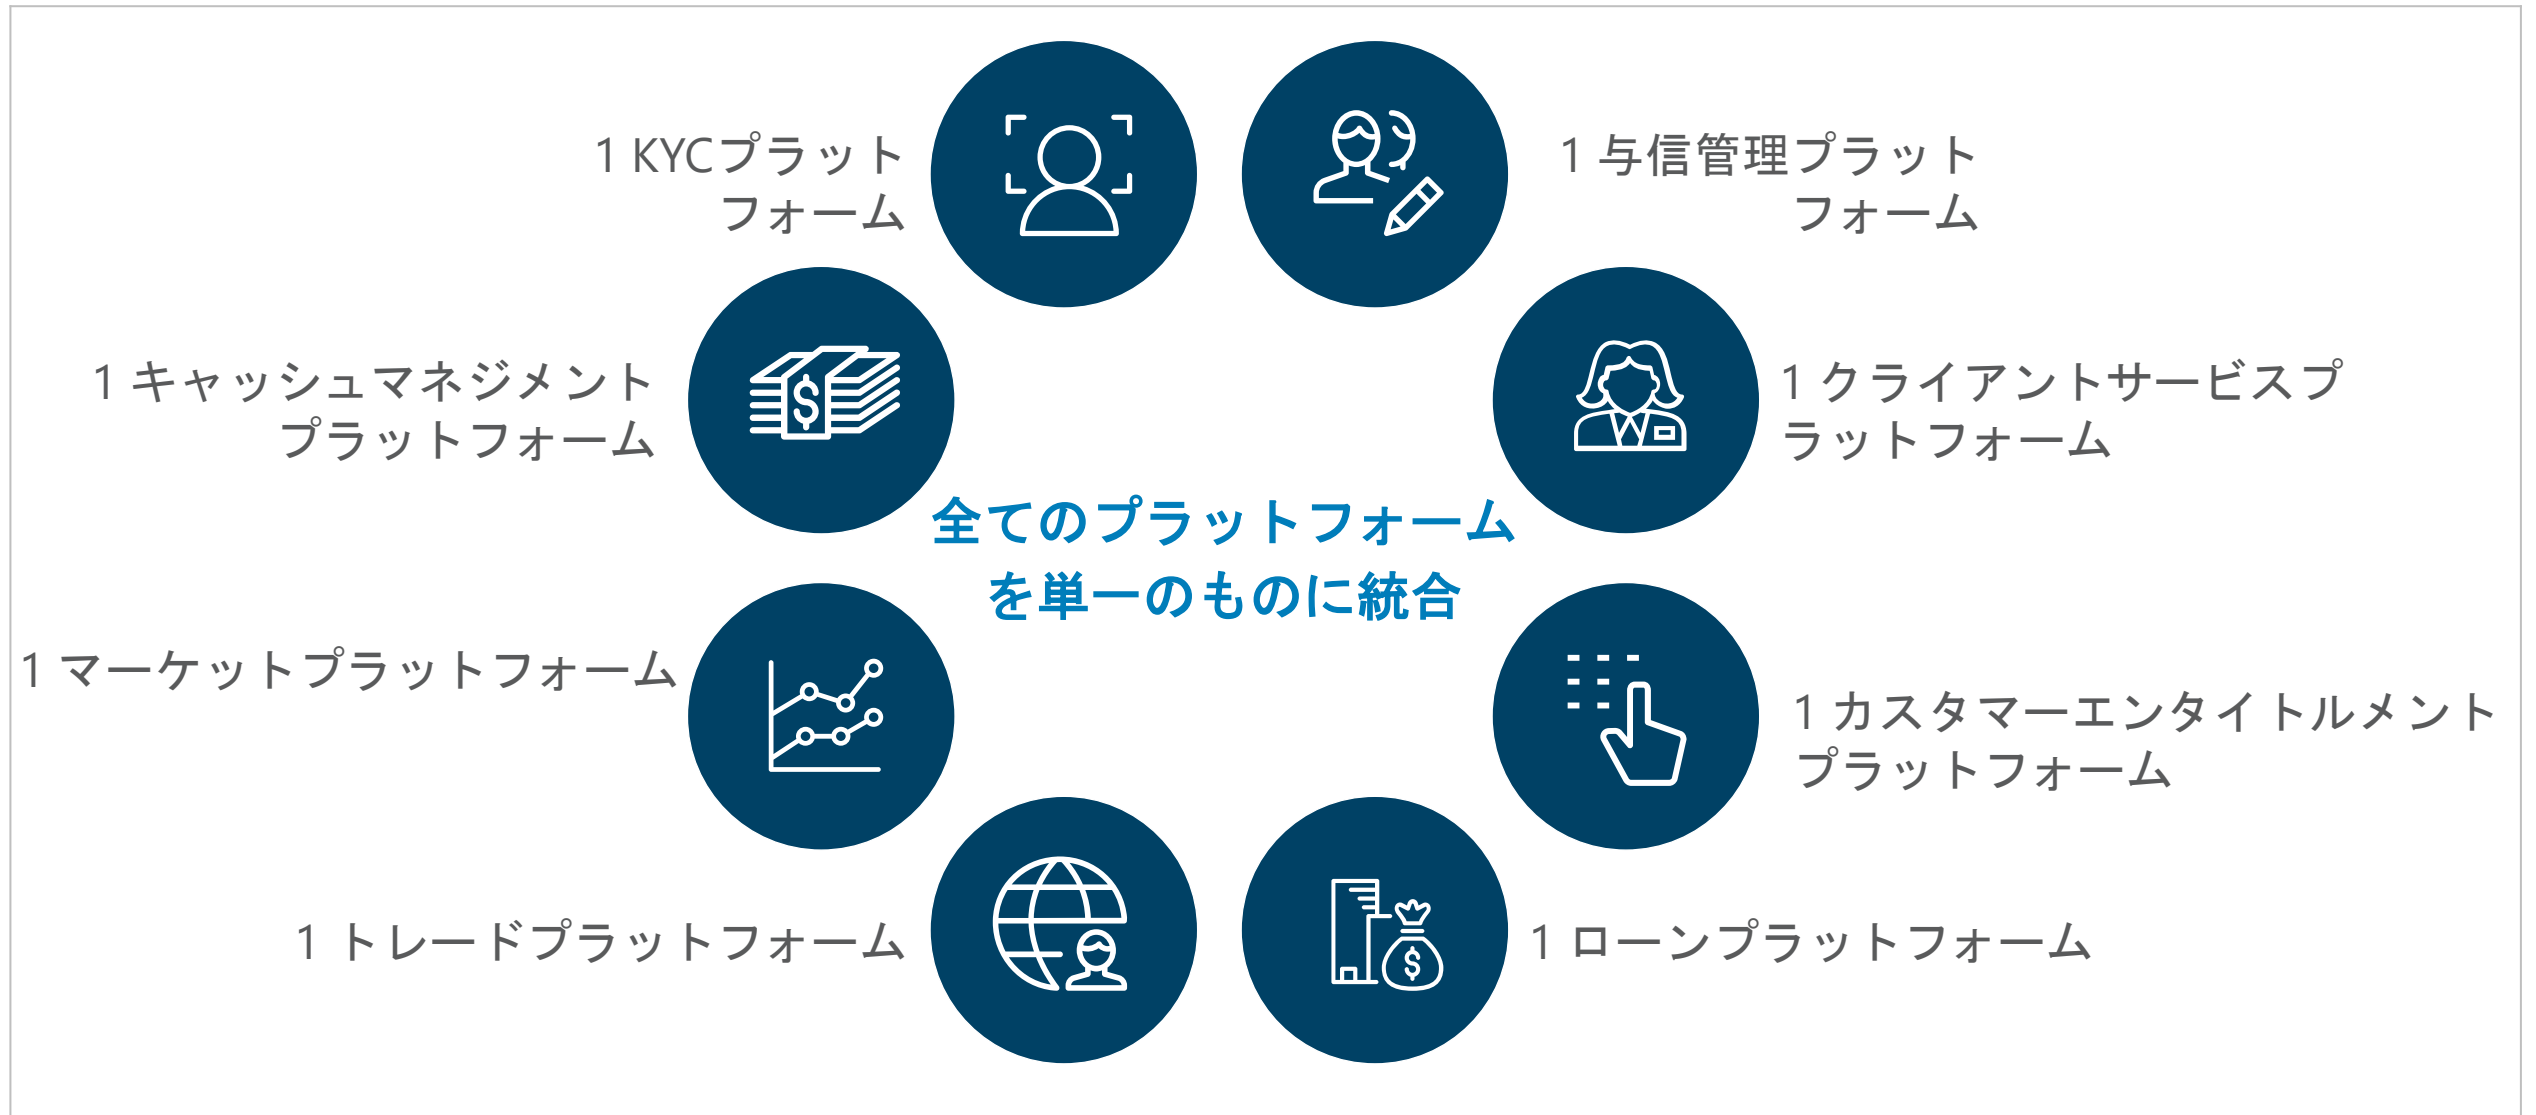 1 KYCプラット
フォーム
1 与信管理プラット
フォーム
1 キャッシュマネジメント
プラットフォーム
1 クライアントサービスプ
ラットフォーム
全てのプラットフォーム
を単一のものに統合
1 マーケットプラットフォーム
1 カスタマーエンタイトルメント
プラットフォーム
1 トレードプラットフォーム
1 ローンプラットフォーム